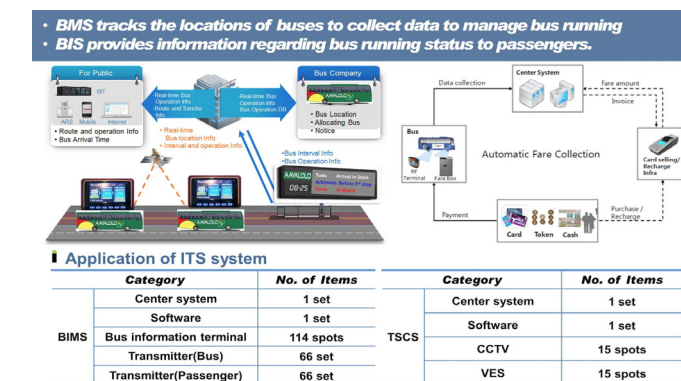 • BMS tracks the locations of buses to collect data to manage bus running
• BIS provides information regarding bus running status to passengers.
For Public
BIT
ARS Mobile Internet
• Route and operation Info
• Bus Arrival Time
Real-time Bus
Operation Info
Route and Transfer
Info
Real-time Bus
Operation Info
Bus Operation DB
Bus Company
• Bus Location
• Allocating Bus
• Notice
• Real-time
Bus location Info
• Interval and operation Info
•Bus Interval Info
•Bus Operation Info
08:25
Data collection
Center System
Fare amount
Invoice
Bus
RF
Terminal
Fare Box
Automatic Fare Collection
Card selling/
Recharge
Infra
Payment
Card Token Cash
Purchase /
Recharge
Application of ITS system
Category No. of Items
BIMS
Center system 1 set
Software 1 set
Bus information terminal 114 spots
Transmitter(Bus) 66 set
Transmitter(Passenger) 66 set
Category No. of Items
TSCS
Center system 1 set
Software 1 set
CCTV 15 spots
VES 15 spots